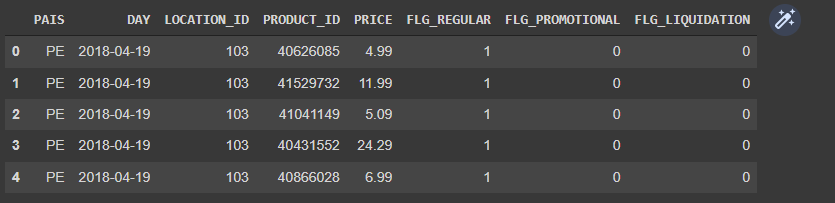 PAIS DAY LOCATION_ID PRODUCT_ID PRICE FLG_REGULAR FLG_PROMOTIONAL FLG_LIQUIDATION
0 PE 2018-04-19 103 40626085 4.99 1 0 0
1 PE 2018-04-19 103 41529732 11.99 1 0 0
2 PE 2018-04-19 103 41041149 5.09 1 0 0
3 PE 2018-04-19 103 40431552 24.29 1 0 0
4 PE 2018-04-19 103 40866028 6.99 1 0 0